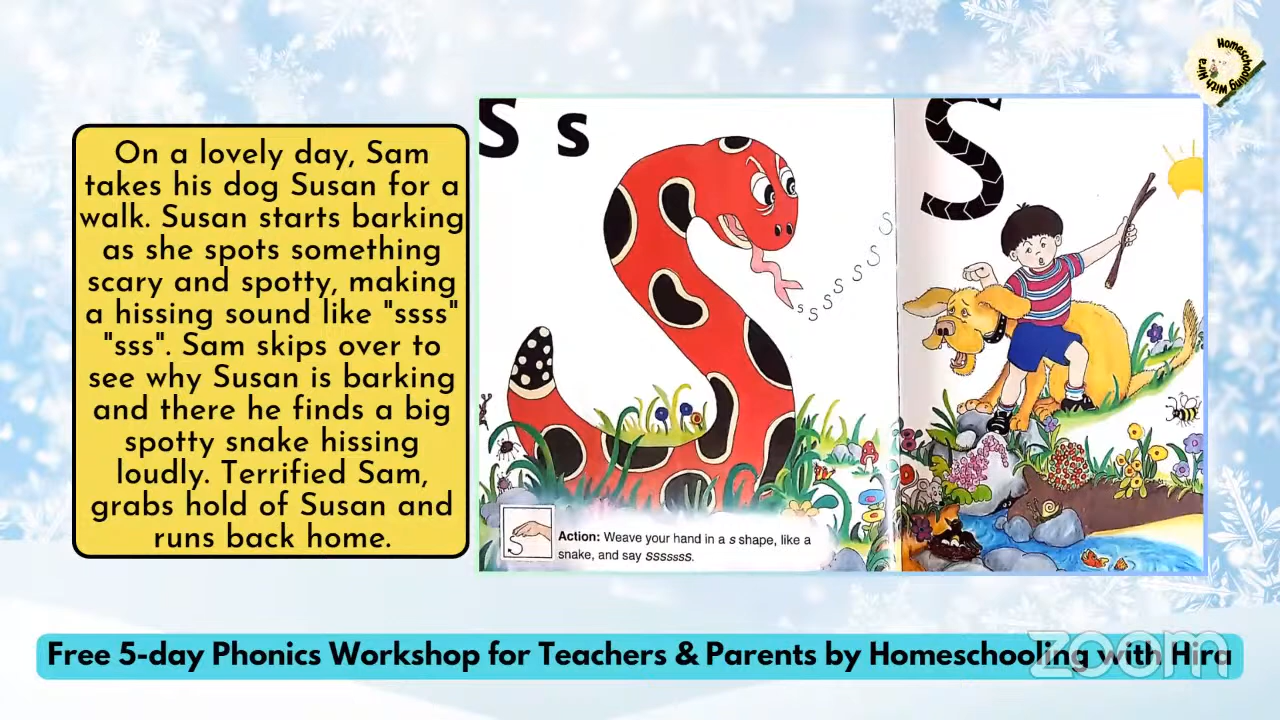 Homeschooling with Hira
On a lovely day, Sam
takes his dog Susan for a
walk. Susan starts barking
as she spots something
scary and spotty, making
a hissing sound like "ssss"
"sss". Sam skips over to
see why Susan is barking
and there he finds a big
spotty snake hissing
loudly. Terrified Sam,
grabs hold of Susan and
runs back home.
S s
S
s s s s s s s
s
Action: Weave your hand in a s shape, like a
snake, and say sssssss.
Free 5-day Phonics Workshop for Teachers & Parents by Homeschooling with Hira
zoom